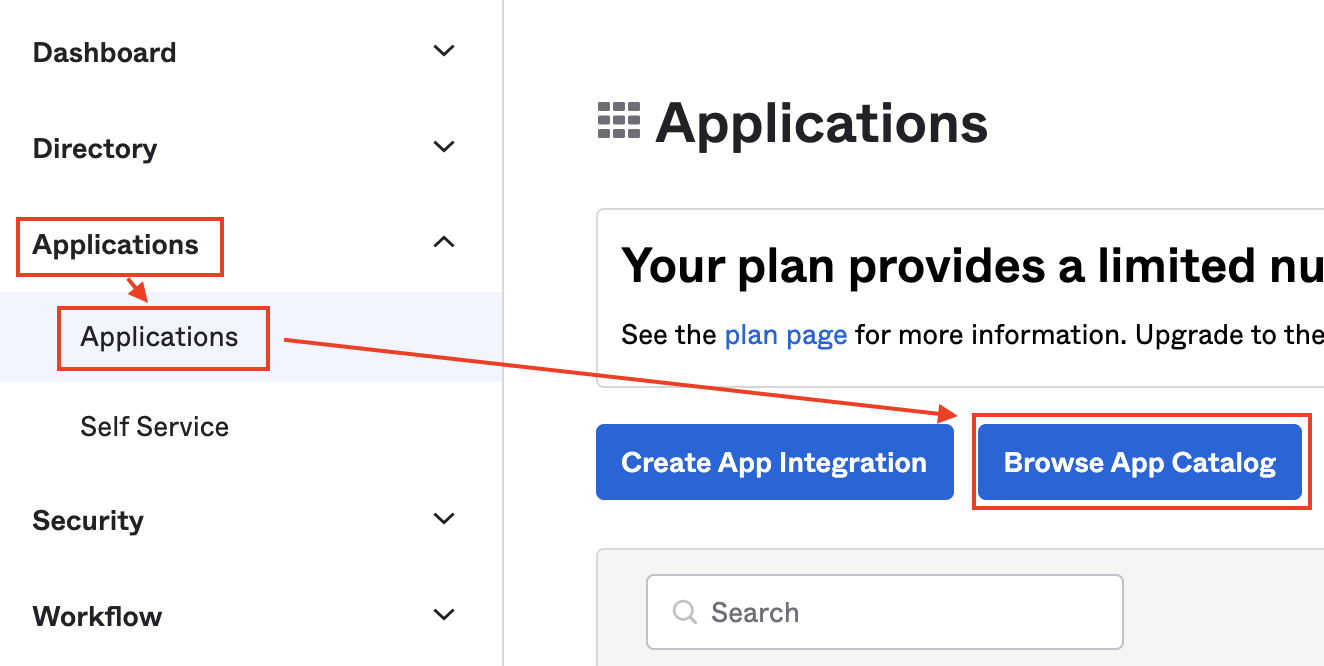 Dashboard
Directory
Applications
Applications
Self Service
Security
Workflow
Applications
Your plan provides a limited nu
See the plan page for more information. Upgrade to the
Create App Integration
Browse App Catalog
Search